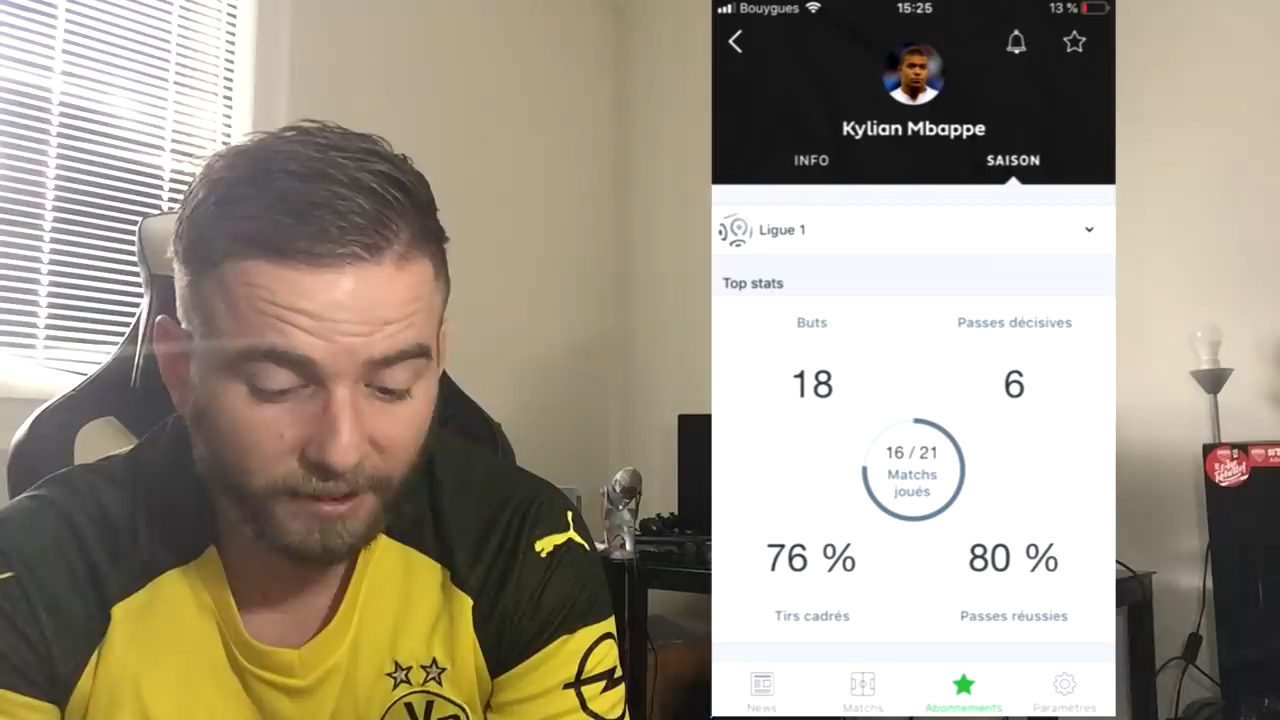 Bouygues
15:25
13 %
Kylian Mbappe
INFO
SAISON
Ligue 1
Top stats
Buts
Passes décisives
18
6
16 / 21
Matchs
joués
76 %
80 %
Tirs cadrés
Passes réussies
News
Matchs
Abonnements
Paramètres